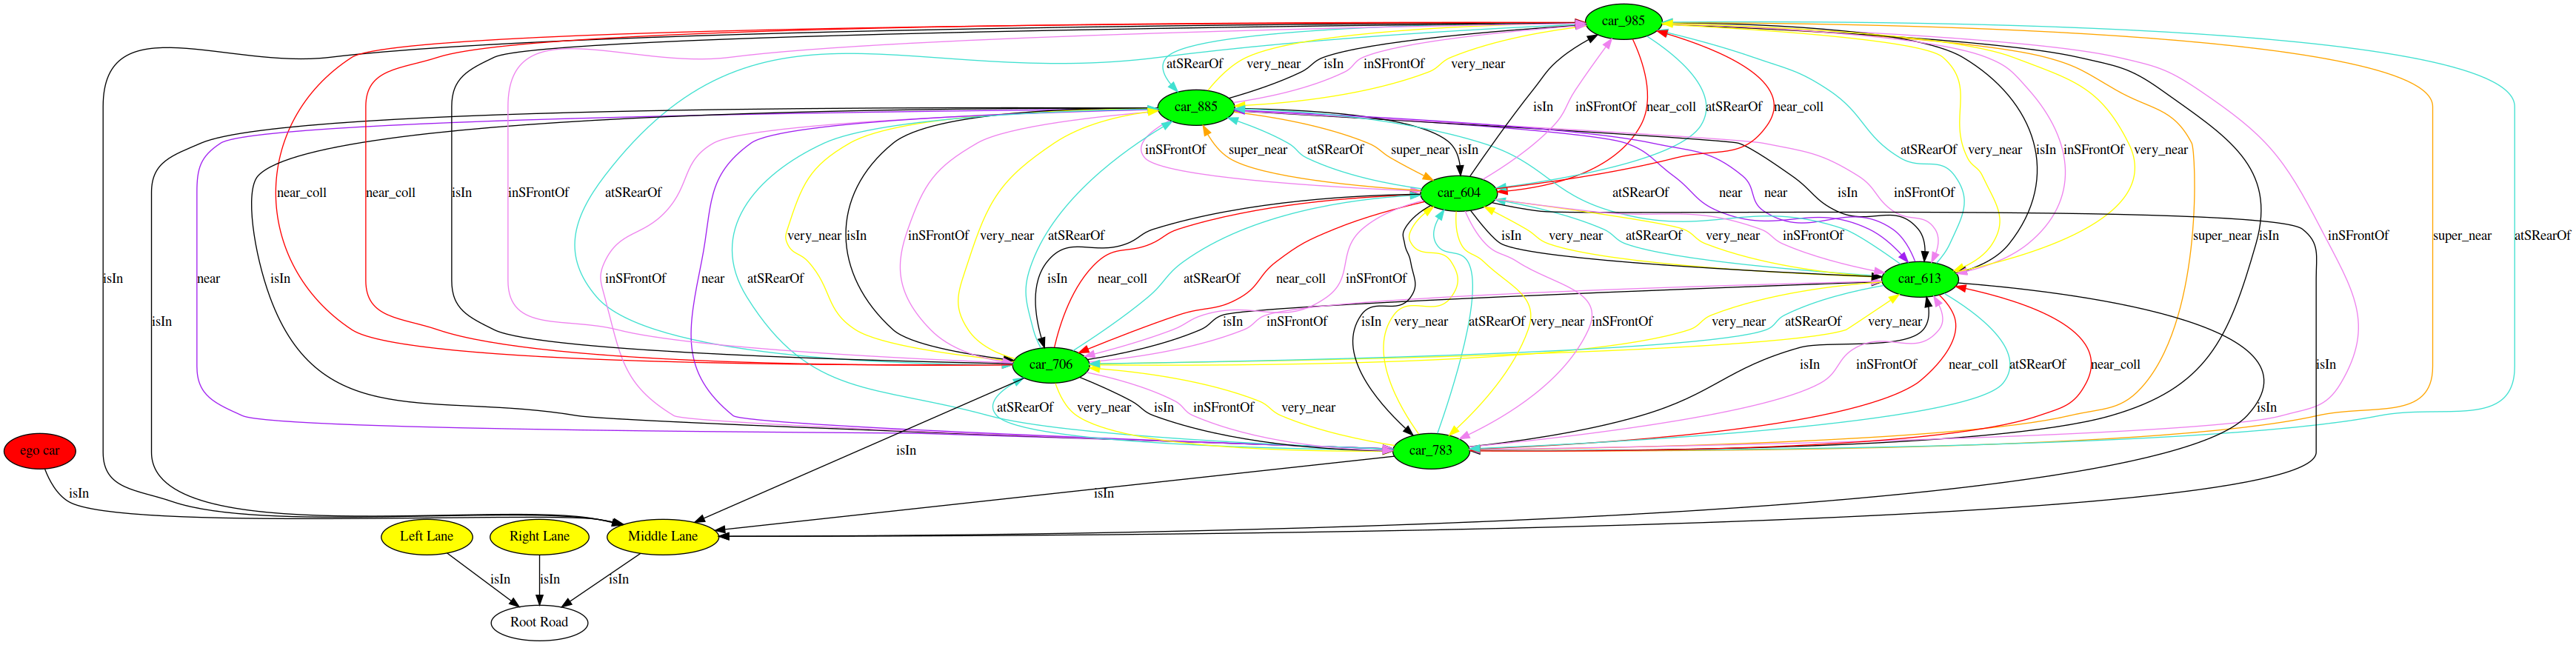 car_985
atSRearOf very_near isIn inSFrontOf very_near
car_885
isIn inSFrontOf near_coll atSRearOf near_coll
inSFrontOf super_near atSRearOf super_near isIn atSRearOf very_near isIn inSFrontOf very_near
near_coll near_coll isIn inSFrontOf atSRearOf car_604 atSRearOf near near isIn inSFrontOf
very_near isIn inSFrontOf very_near atSRearOf isIn very_near atSRearOf very_near inSFrontOf super_near isIn inSFrontOf super_near atSRearOf
isIn near isIn inSFrontOf near atSRearOf isIn near_coll atSRearOf near_coll inSFrontOf car_613
isIn isIn inSFrontOf isIn very_near atSRearOf very_near inSFrontOf very_near atSRearOf very_near
car_706 isIn inSFrontOf near_coll atSRearOf near_coll isIn
atSRearOf very_near isIn inSFrontOf very_near isIn
ego car isIn car_783
isIn isIn
Left Lane Right Lane Middle Lane
isIn isIn isIn
Root Road